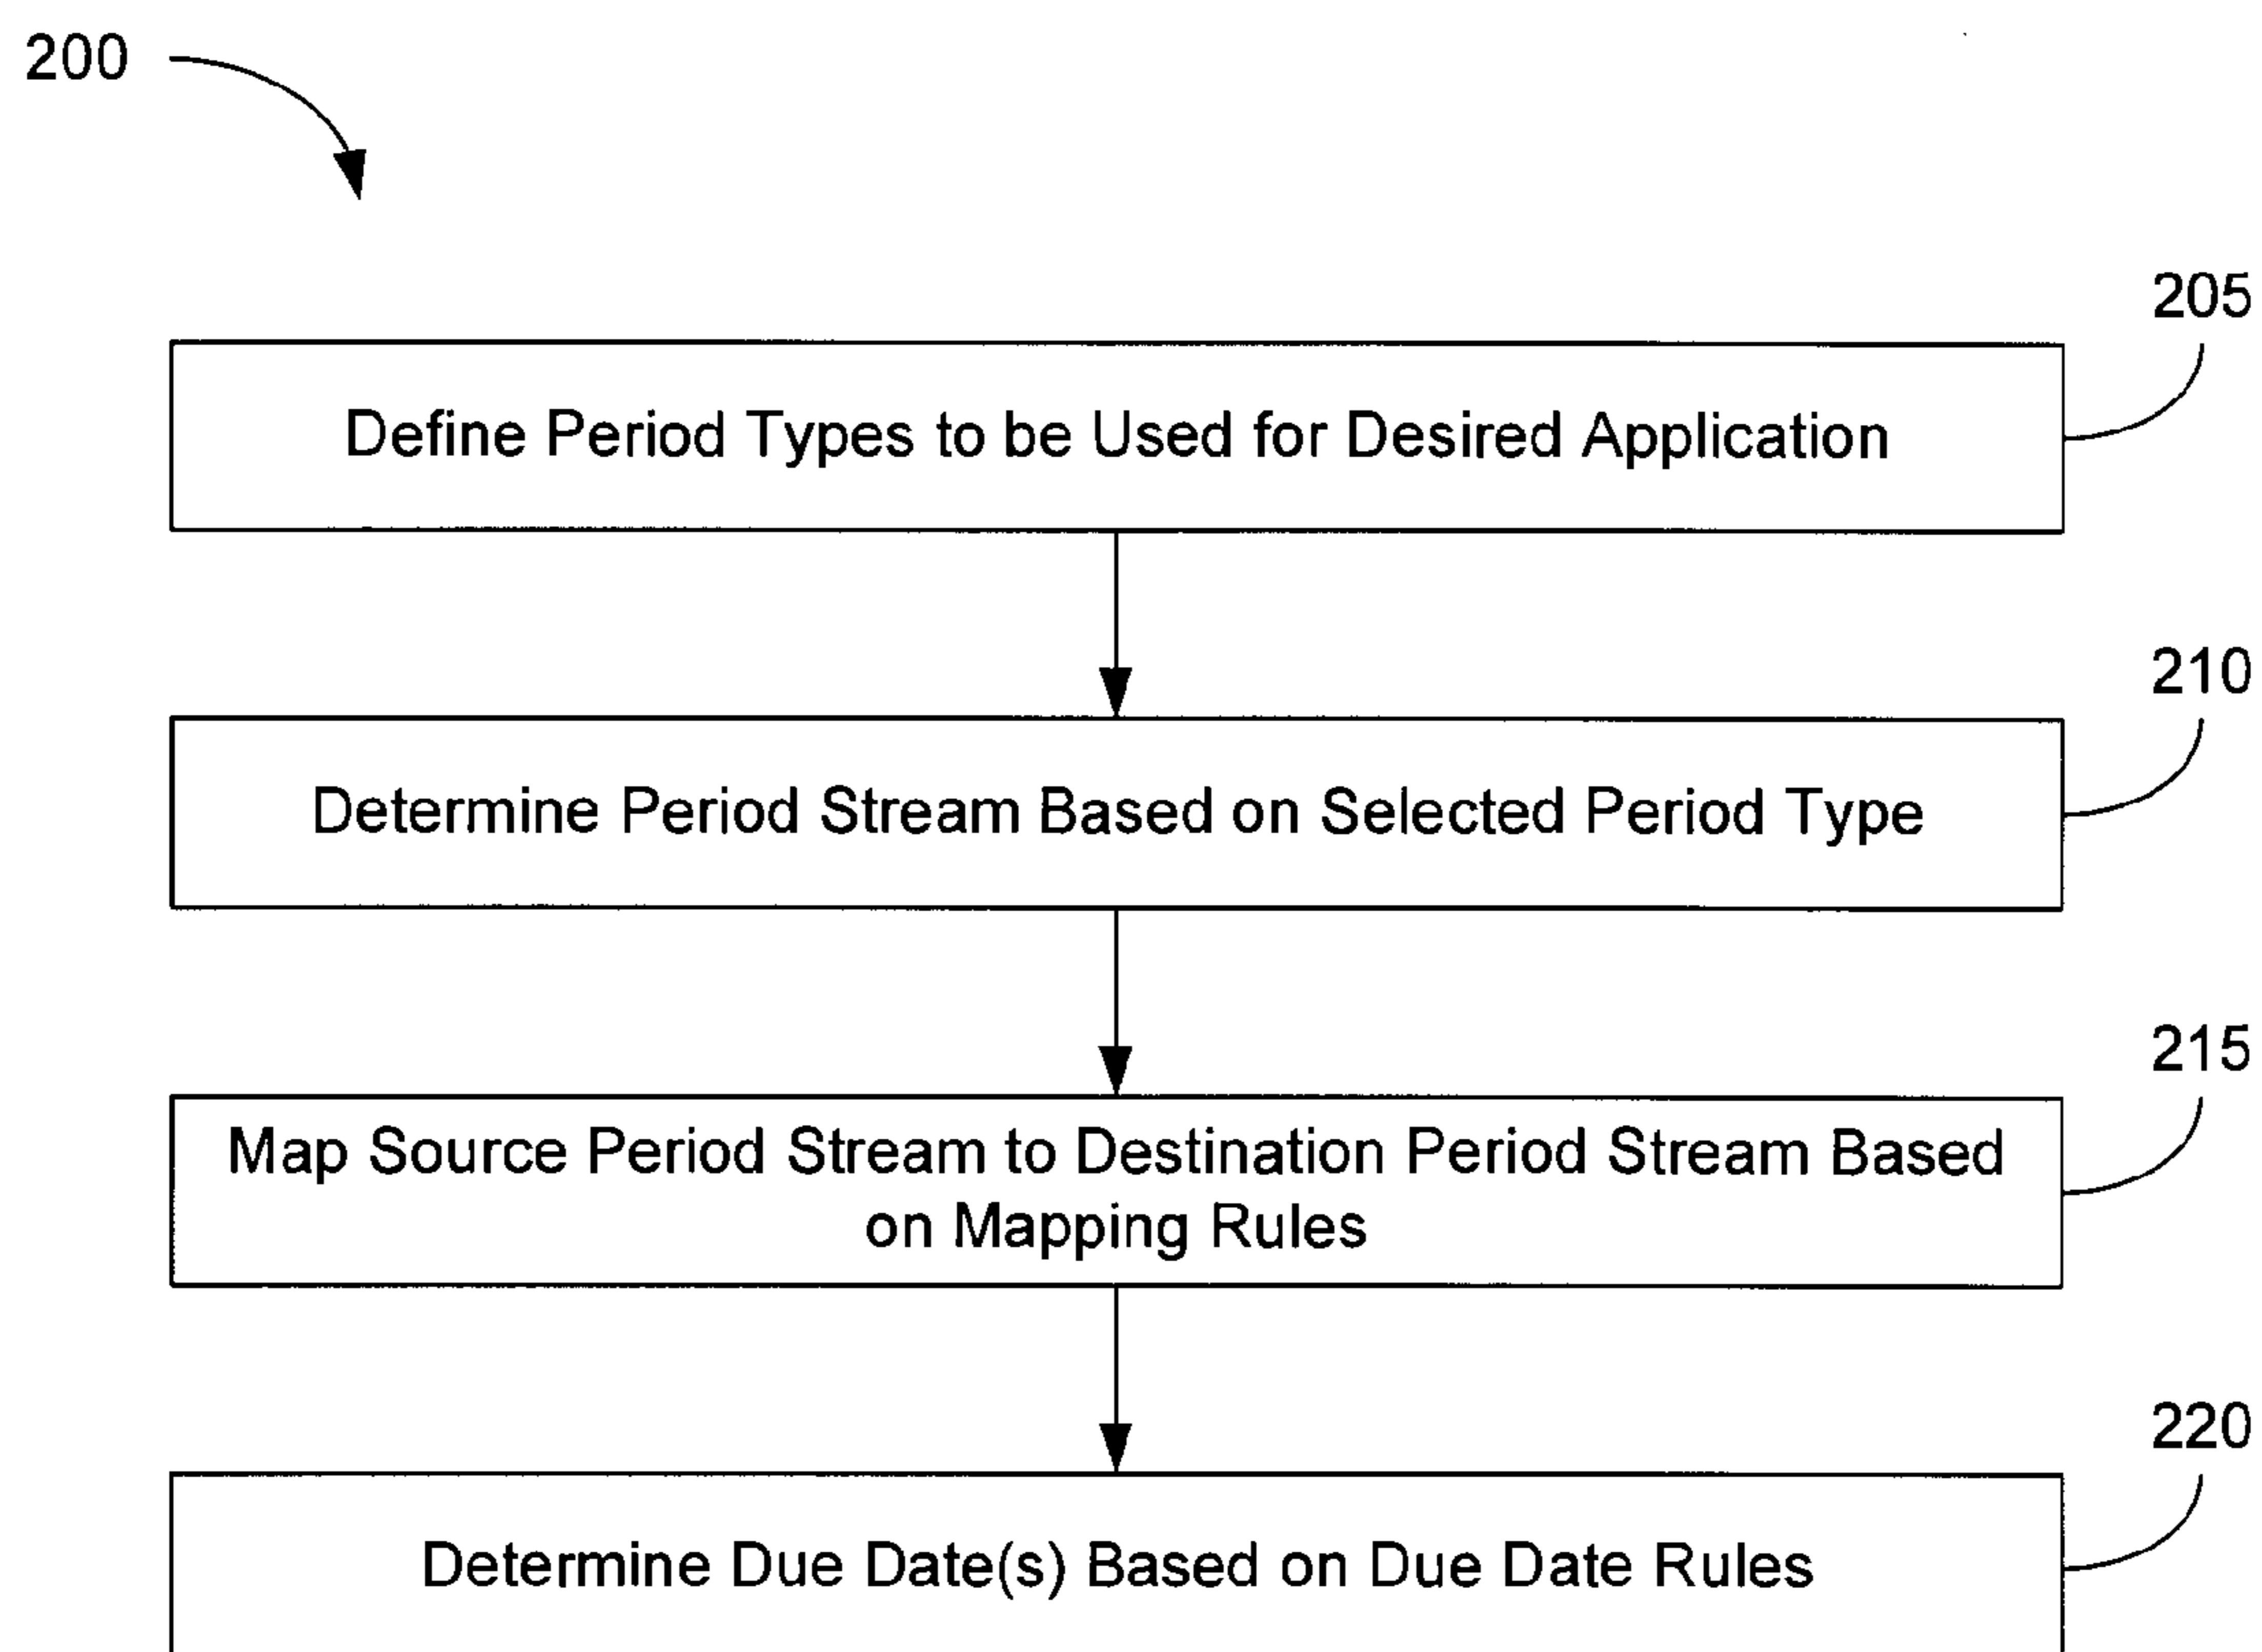 200
205
Define Period Types to be Used for Desired Application
210
Determine Period Stream Based on Selected Period Type
215
Map Source Period Stream to Destination Period Stream Based
on Mapping Rules
220
Determine Due Date(s) Based on Due Date Rules